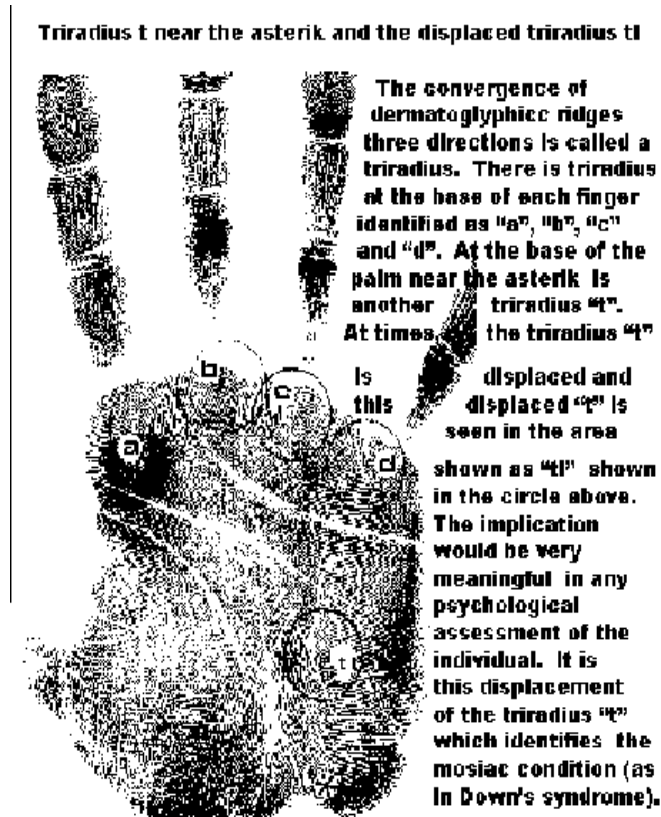 Triradius t near the asterik and the displaced triradius tl
The convergence of
dermatoglyphicc ridges
three directions is called a
triradius. There is triradius
at the base of each finger
identified as "a", "b", "c"
and "d". At the base of the
palm near the asterik is
another triradius "t".
At times, the triradius "t"
is displaced and
this displaced "t" is
seen in the area
shown as "tl" shown
in the circle above.
The implication
would be very
meaningful in any
psychological
assessment of the
individual. It is
this displacement
of the triradius "t"
which identifies the
mosiac condition (as
in Down's syndrome).
b
c
a
d